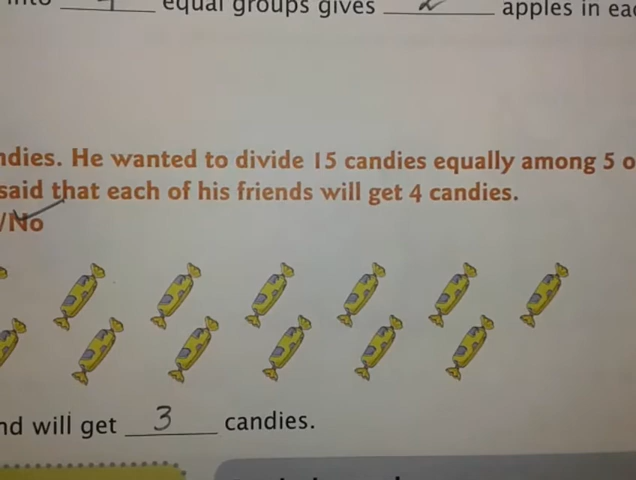 equal groups gives 2 apples in ea
ndies. He wanted to divide 15 candies equally among 5 o
said that each of his friends will get 4 candies.
/No
nd will get 3 candies.